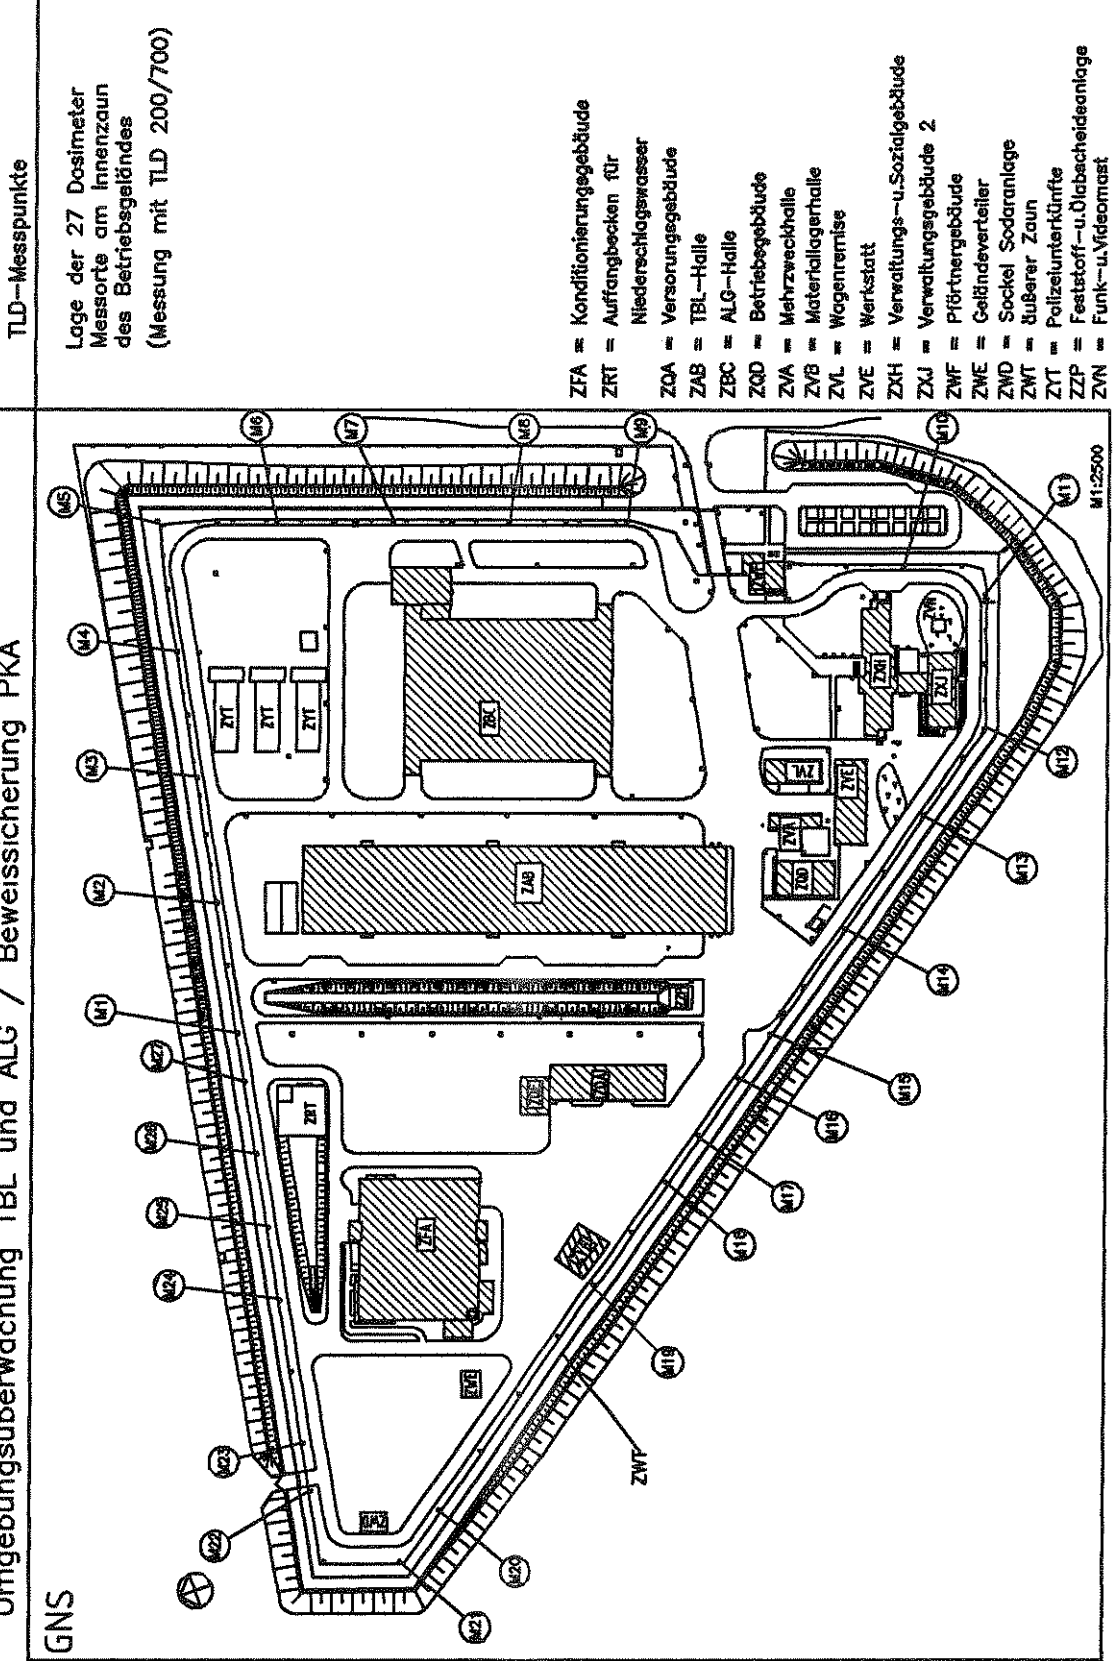 Umgebungsüberwachung TBL und ALG / Beweissicherung PKA
GNS
TLD-Messpunkte
Lage der 27 Dosimeter
Messorte am Innenzaun
des Betriebsgeländes
(Messung mit TLD 200/700)
ZFA = Konditionierungsgebäude
ZRT = Auffangbecken für
Niederschlagswasser
ZQA = Versorungsgebäude
ZAB = TBL-Halle
ZBC = ALG-Halle
ZQD = Betriebsgebäude
ZVA = Mehrzweckhalle
ZVB = Materiallagerhalle
ZVL = Wagenremise
ZVE = Werkstatt
ZXH = Verwaltungs-u.Sozialgebäude
ZXJ = Verwaltungsgebäude 2
ZWF = Pförtnergebäude
ZWE = Geländeverteiler
ZWD = Sockel Sodaranlage
ZWT = äußerer Zaun
ZYT = Polizeiunterkünfte
ZZP = Feststoff-u.Ölabscheideanlage
ZVN = Funk-u.Videomast
M1:2500
M1
M2
M3
M4
M5
M6
M7
M8
M9
M10
M11
M12
M13
M14
M15
M16
M17
M18
M19
M20
M21
M22
M23
M24
M25
M26
M27
ZYT
ZYT
ZYT
ZBC
ZAB
ZRT
ZFA
ZQA
ZZP
ZWE
ZWD
ZWT
ZVB
ZQD
ZVA
ZVL
ZVE
ZXH
ZXJ
ZVN